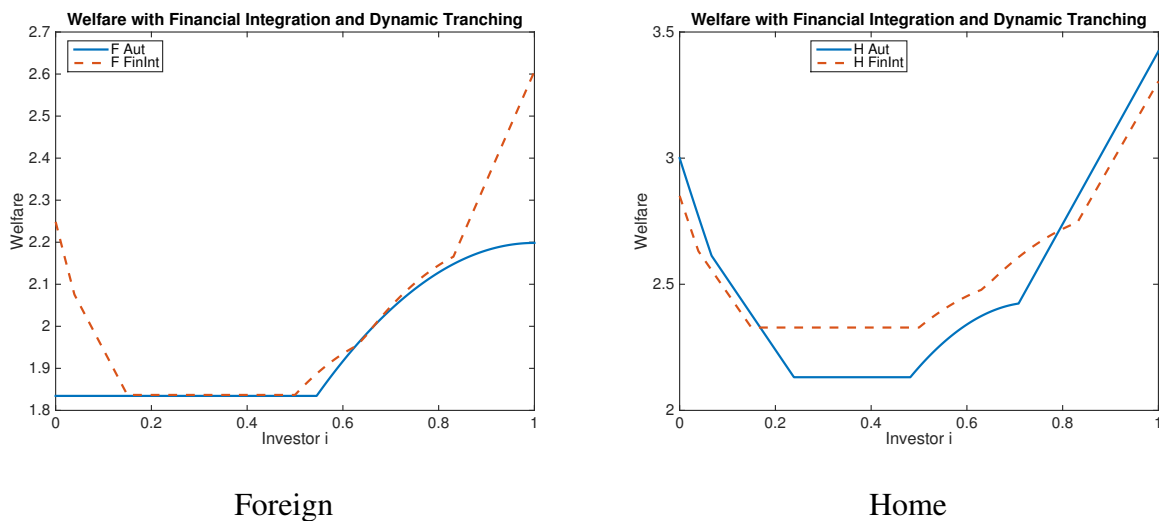 Welfare with Financial Integration and Dynamic Tranching
2.7
2.6
2.5
2.4
2.3
2.2
2.1
2
1.9
1.8
Welfare
F Aut
F FinInt
0 0.2 0.4 0.6 0.8 1
Investor i
Foreign
Welfare with Financial Integration and Dynamic Tranching
3.5
3
2.5
2
Welfare
H Aut
H FinInt
0 0.2 0.4 0.6 0.8 1
Investor i
Home